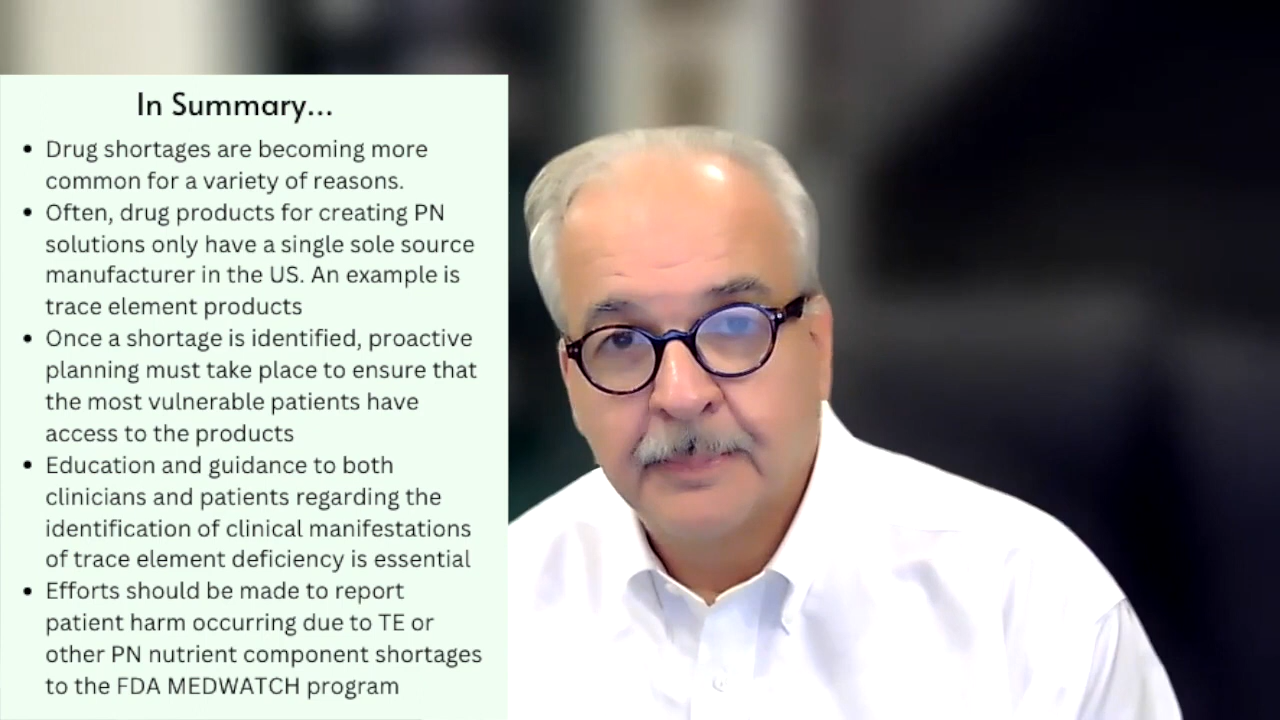 In Summary...
• Drug shortages are becoming more
common for a variety of reasons.
• Often, drug products for creating PN
solutions only have a single sole source
manufacturer in the US. An example is
trace element products
• Once a shortage is identified, proactive
planning must take place to ensure that
the most vulnerable patients have
access to the products
• Education and guidance to both
clinicians and patients regarding the
identification of clinical manifestations
of trace element deficiency is essential
• Efforts should be made to report
patient harm occurring due to TE or
other PN nutrient component shortages
to the FDA MEDWATCH program